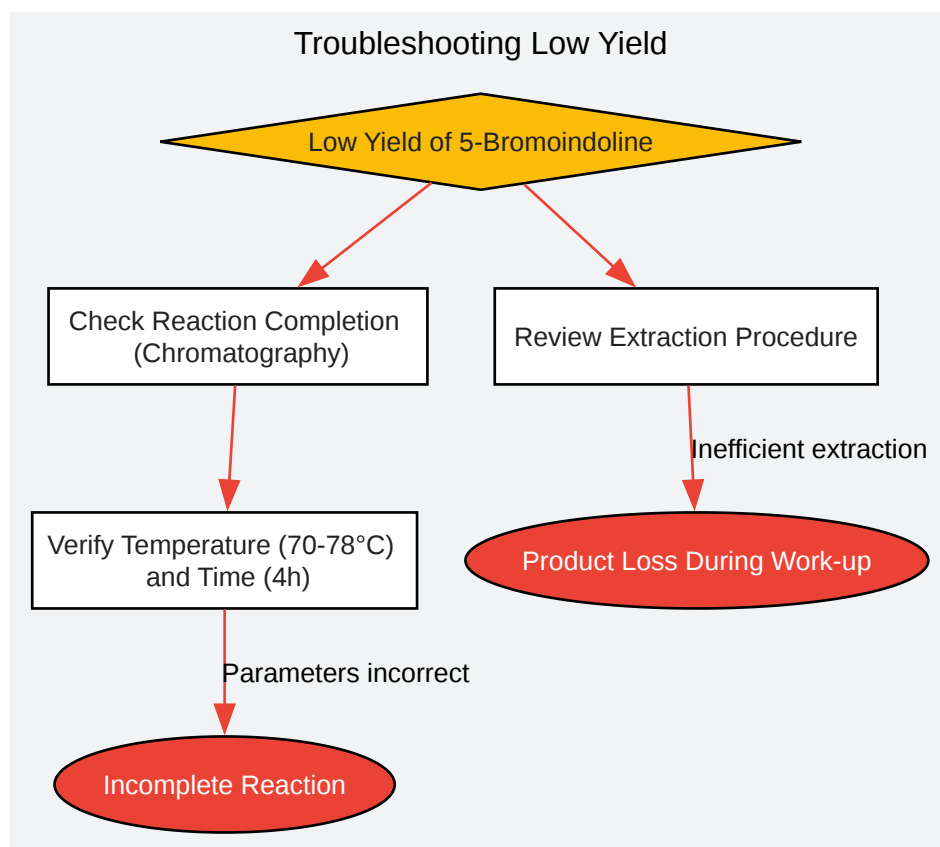 Troubleshooting Low Yield
Low Yield of 5-Bromoindoline
Check Reaction Completion
(Chromatography)
Review Extraction Procedure
Inefficient extraction
Verify Temperature (70-78°C)
and Time (4h)
Product Loss During Work-up
Parameters incorrect
Incomplete Reaction